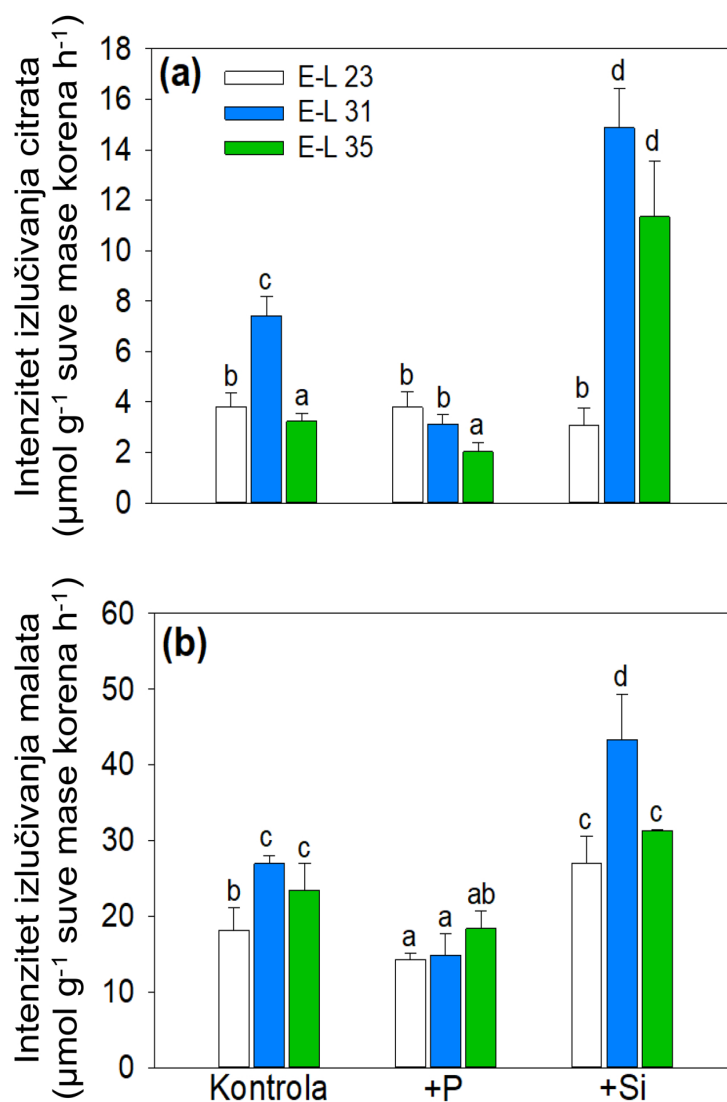 Intenzitet izlučivanja citrata
(µmol g⁻¹ suve mase korena h⁻¹)
18
16
14
12
10
8
6
4
2
0
(a)
E-L 23
E-L 31
E-L 35
b
c
a
b
b
a
b
d
d
Intenzitet izlučivanja malata
(µmol g⁻¹ suve mase korena h⁻¹)
60
50
40
30
20
10
0
(b)
b
c
c
a
a
ab
c
d
c
Kontrola
+P
+Si